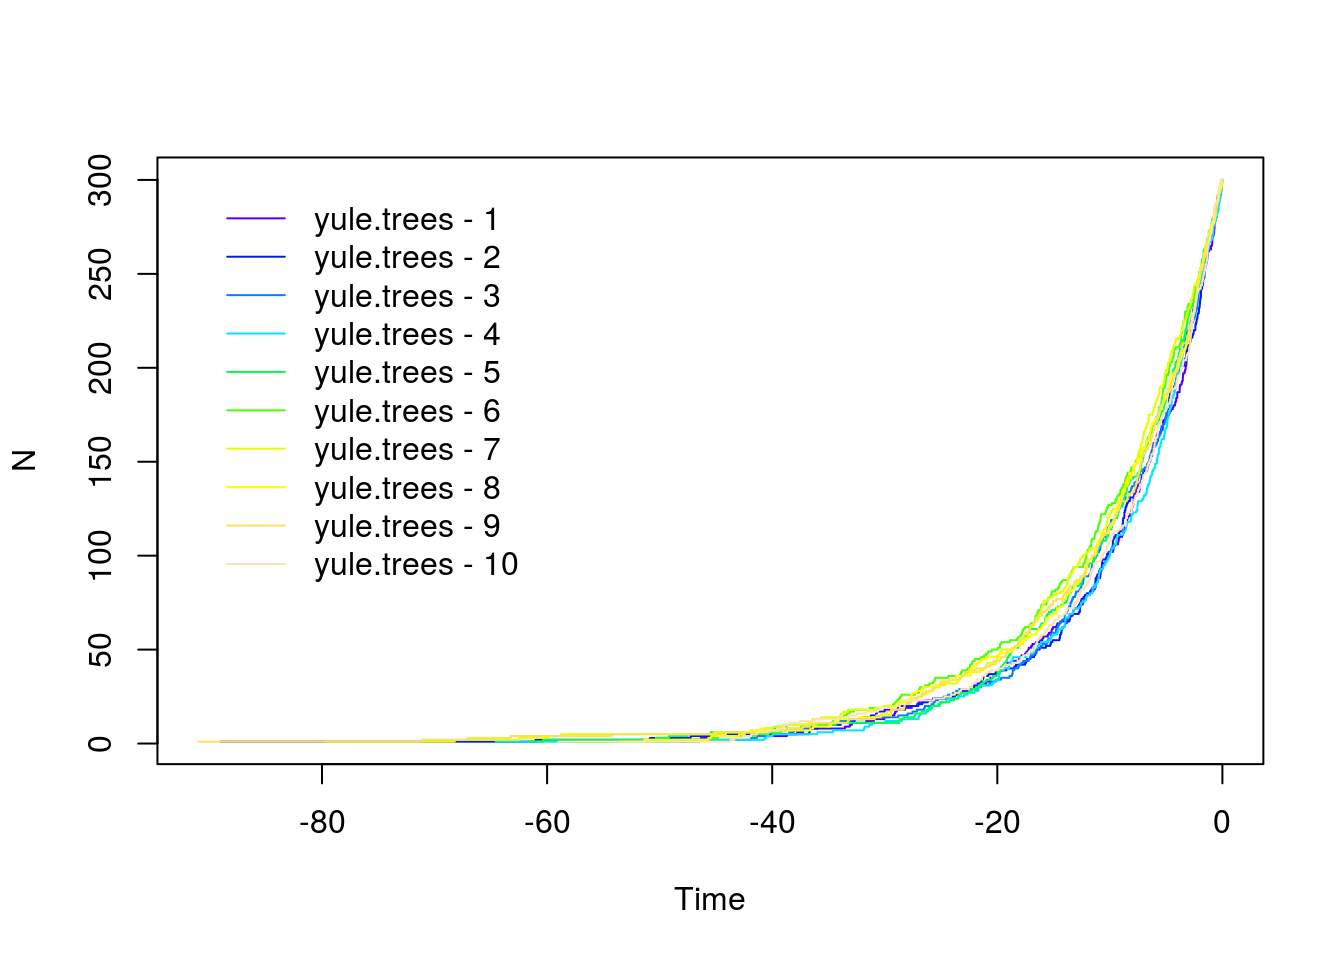 300
250
200
150
100
50
0
N
yule.trees - 1
yule.trees - 2
yule.trees - 3
yule.trees - 4
yule.trees - 5
yule.trees - 6
yule.trees - 7
yule.trees - 8
yule.trees - 9
yule.trees - 10
-80 -60 -40 -20 0
Time